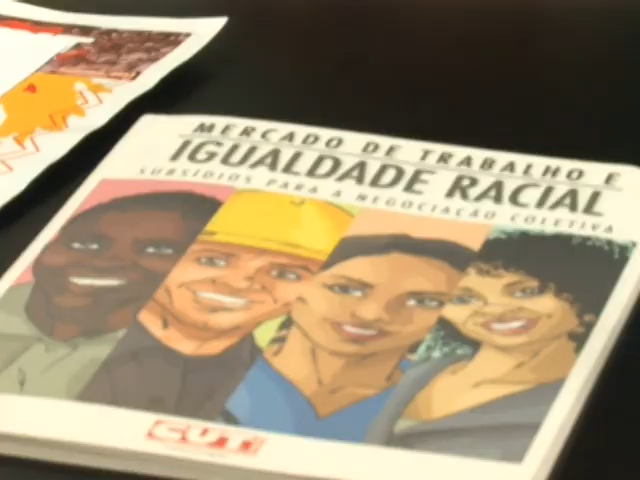 MERCADO DE TRABALHO E
IGUALDADE RACIAL
SUBSÍDIOS PARA A NEGOCIAÇÃO COLETIVA
CUT